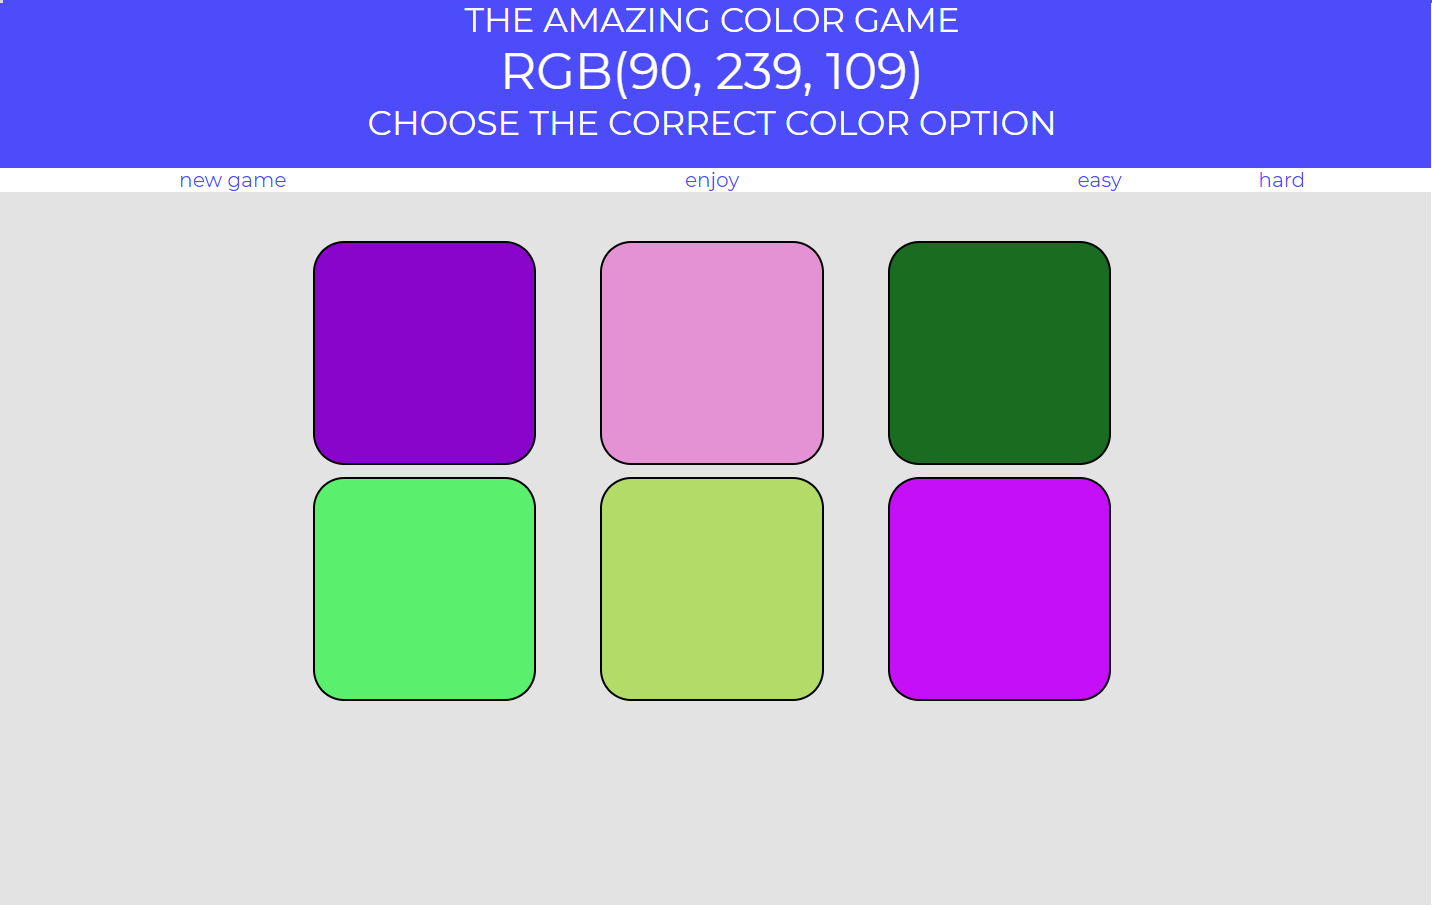 THE AMAZING COLOR GAME
RGB(90, 239, 109)
CHOOSE THE CORRECT COLOR OPTION
new game enjoy easy hard